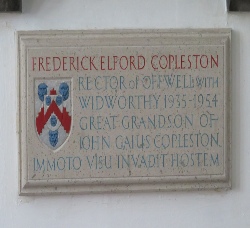 FREDERICK ELFORD COPLESTON
RECTOR of OFFWELL WITH
WIDWORTHY 1935-1954
GREAT GRANDSON OF
JOHN GAIUS COPLESTON
IMMOTO VISU INVADIT HOSTEM